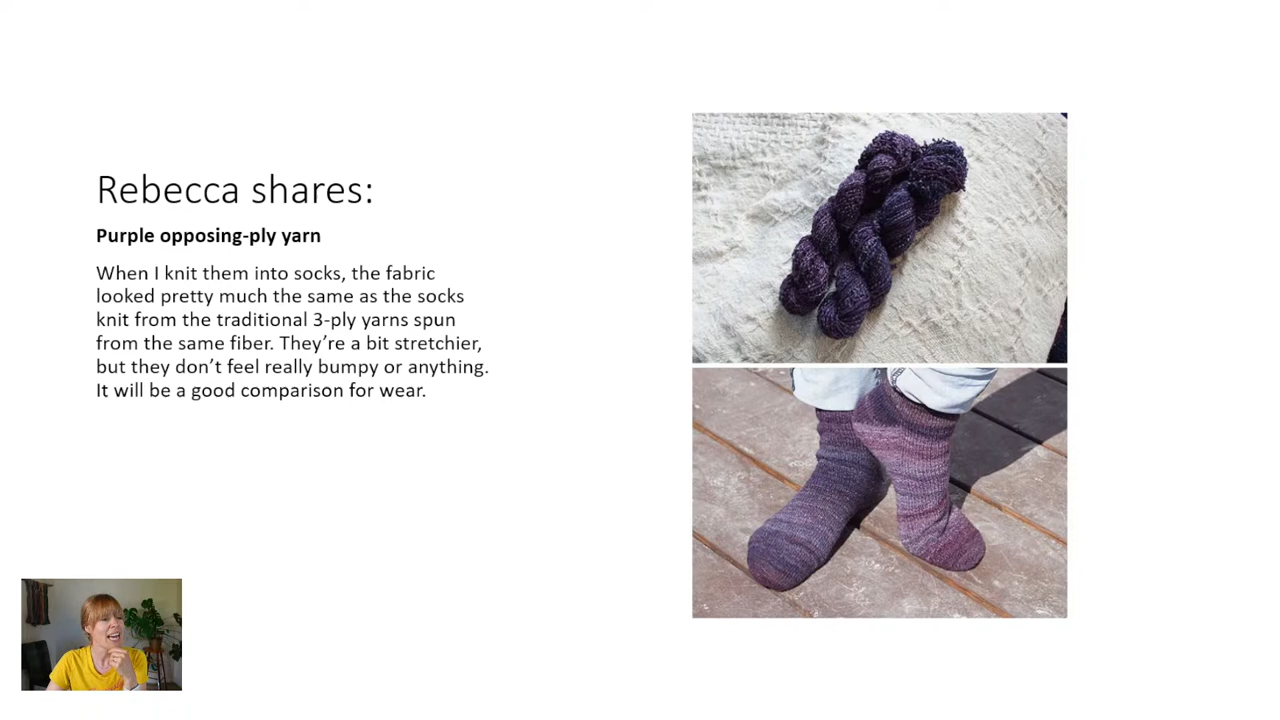 Rebecca shares:
Purple opposing-ply yarn
When I knit them into socks, the fabric
looked pretty much the same as the socks
knit from the traditional 3-ply yarns spun
from the same fiber. They’re a bit stretchier,
but they don’t feel really bumpy or anything.
It will be a good comparison for wear.